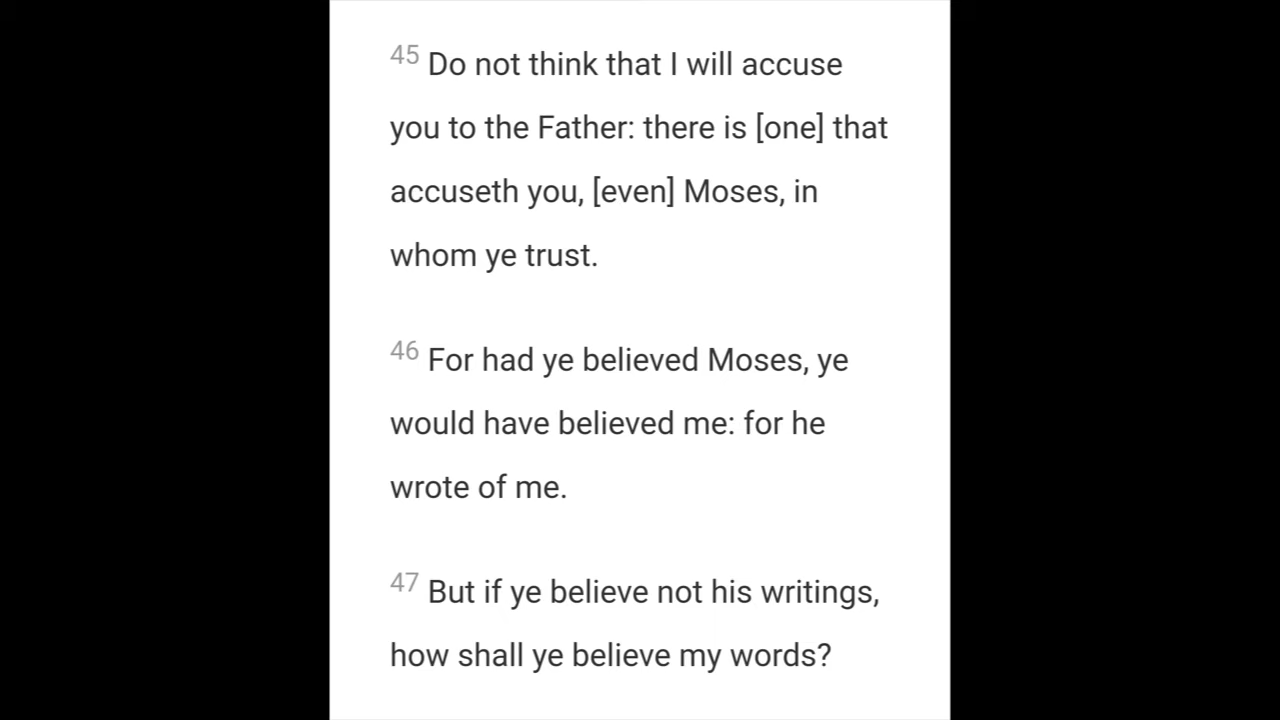 45 Do not think that I will accuse
you to the Father: there is [one] that
accuseth you, [even] Moses, in
whom ye trust.
46 For had ye believed Moses, ye
would have believed me: for he
wrote of me.
47 But if ye believe not his writings,
how shall ye believe my words?